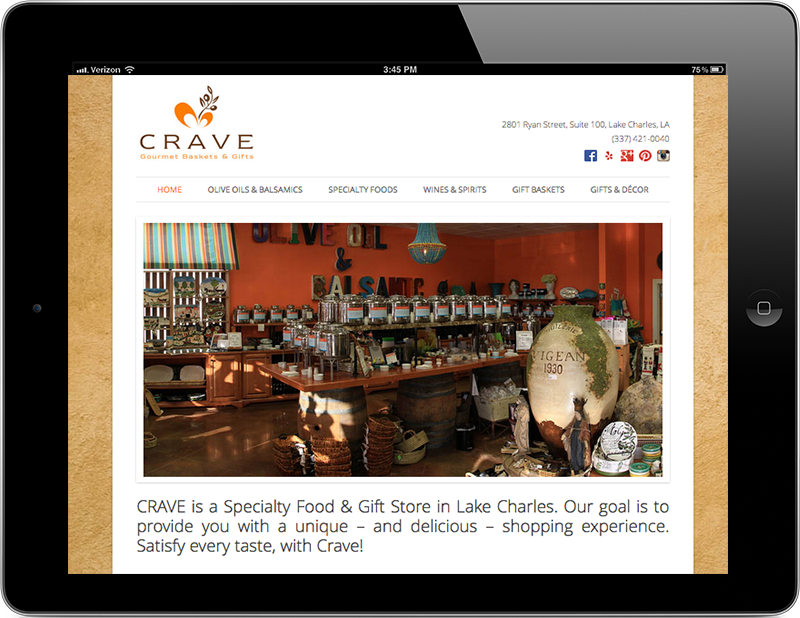 Verizon
3:45 PM
75%
CRAVE
Gourmet Baskets & Gifts
2801 Ryan Street, Suite 100, Lake Charles, LA
(337) 421-0040
HOME
OLIVE OILS & BALSAMICS
SPECIALTY FOODS
WINES & SPIRITS
GIFT BASKETS
GIFTS & DÉCOR
OLIVE OIL
&
VIGEAN
1930
CRAVE is a Specialty Food & Gift Store in Lake Charles. Our goal is to
provide you with a unique – and delicious – shopping experience.
Satisfy every taste, with Crave!